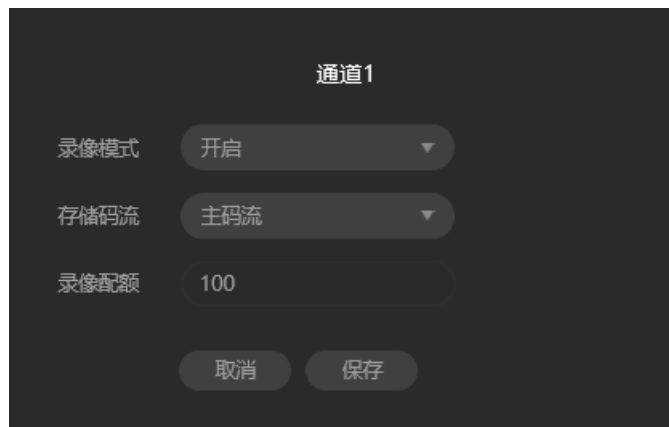 通道1
录像模式 开启
存储码流 主码流
录像配额 100
取消 保存